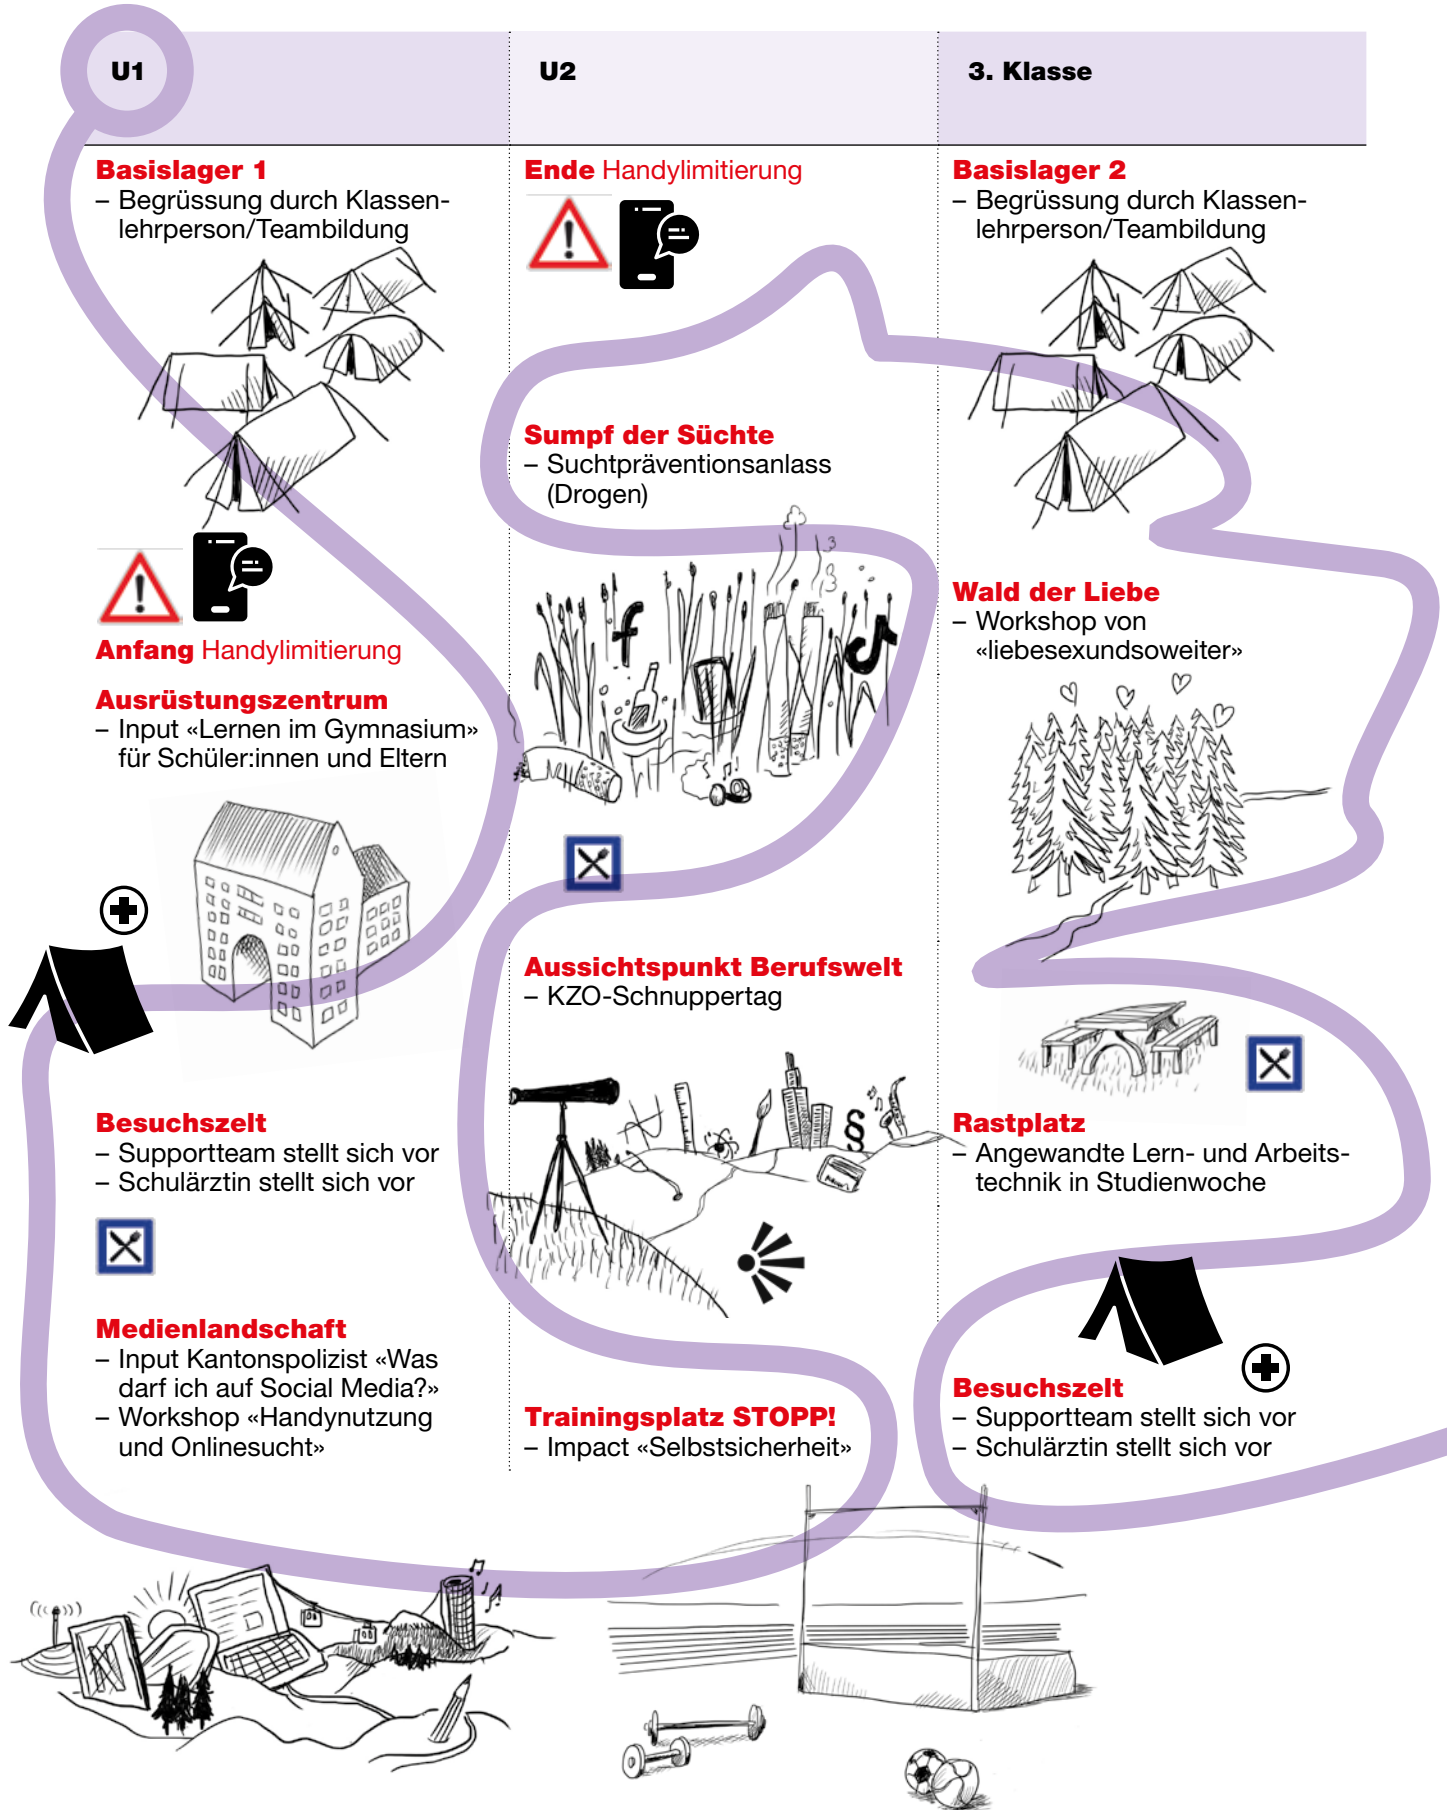 U1
Basislager 1
– Begrüssung durch Klassen-
lehrperson/Teambildung
Anfang Handylimitierung
Ausrüstungszentrum
– Input «Lernen im Gymnasium»
für Schüler:innen und Eltern
Besuchszelt
– Supportteam stellt sich vor
– Schulärztin stellt sich vor
Medienlandschaft
– Input Kantonspolizist «Was
darf ich auf Social Media?»
– Workshop «Handynutzung
und Onlinesucht»
U2
Ende Handylimitierung
Sumpf der Süchte
– Suchtpräventionsanlass
(Drogen)
Aussichtspunkt Berufswelt
– KZO-Schnuppertag
§
Trainingsplatz STOPP!
– Impact «Selbstsicherheit»
3. Klasse
Basislager 2
– Begrüssung durch Klassen-
lehrperson/Teambildung
Wald der Liebe
– Workshop von
«liebesexundsoweiter»
Rastplatz
– Angewandte Lern- und Arbeits-
technik in Studienwoche
Besuchszelt
– Supportteam stellt sich vor
– Schulärztin stellt sich vor